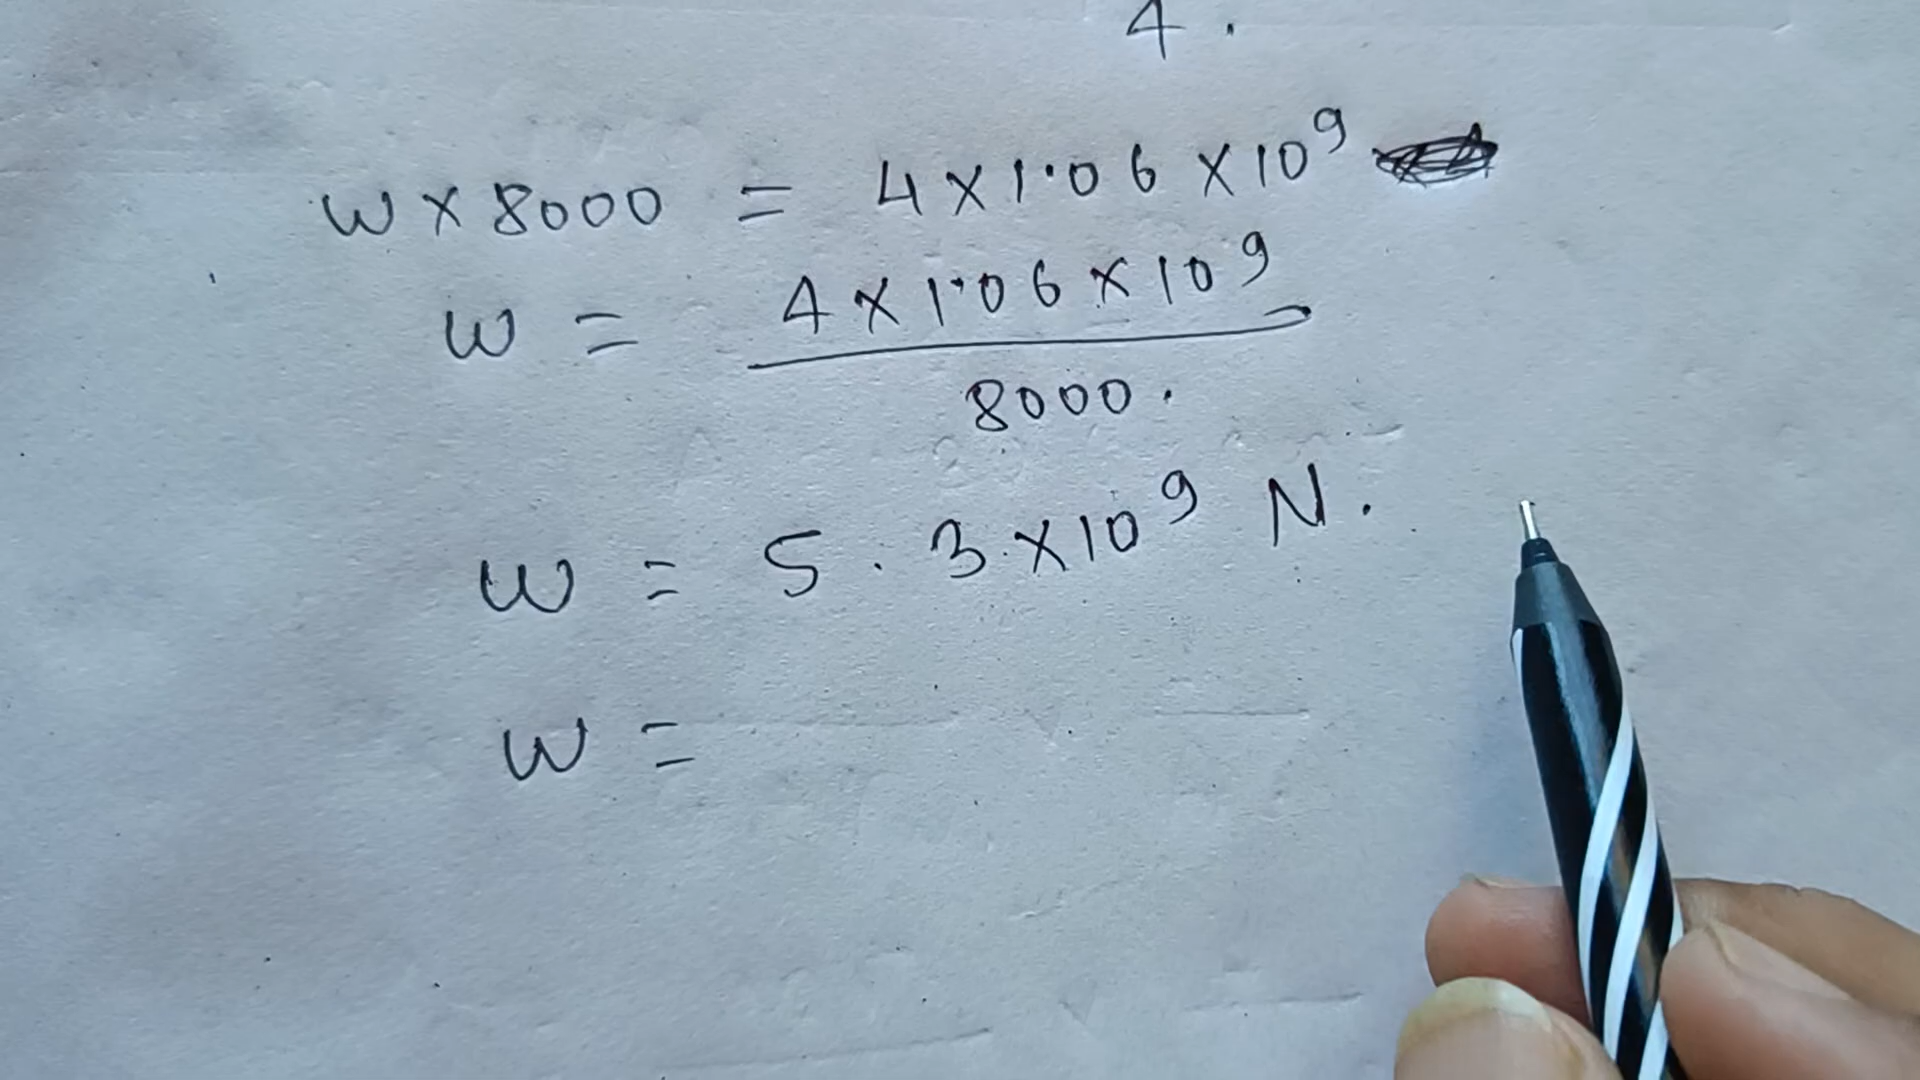 4.
W × 8000 = 4 × 1.06 × 10⁹
W = 4 × 1.06 × 10⁹
8000.
W = 5.3 × 10⁹ N.
W =